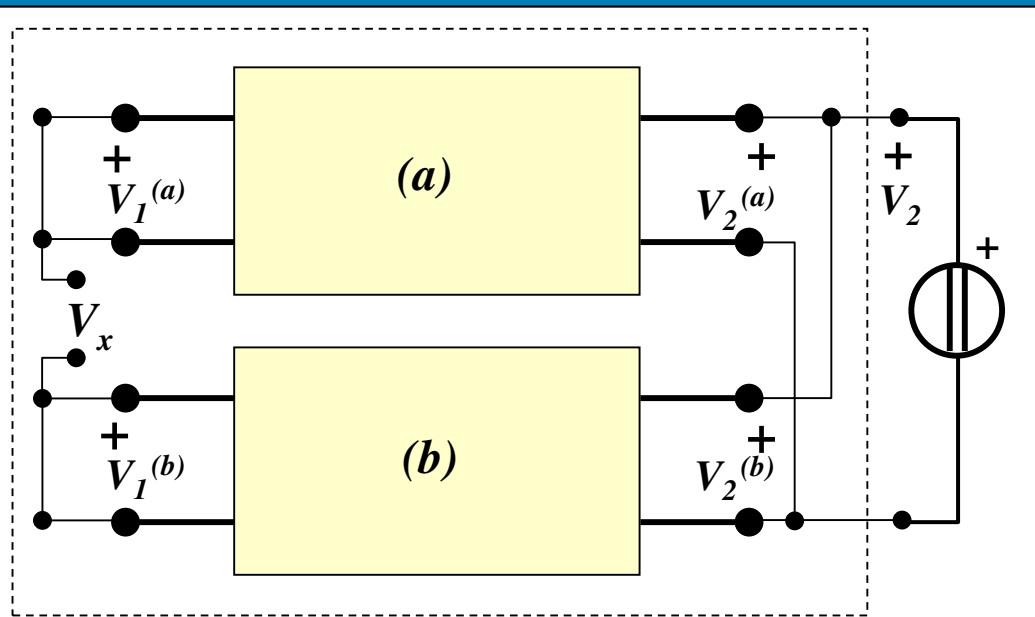 +
V₁⁽ᵃ⁾
(a)
+
V₂⁽ᵃ⁾
+
V₂
+
Vₓ
+
V₁⁽ᵇ⁾
(b)
+
V₂⁽ᵇ⁾